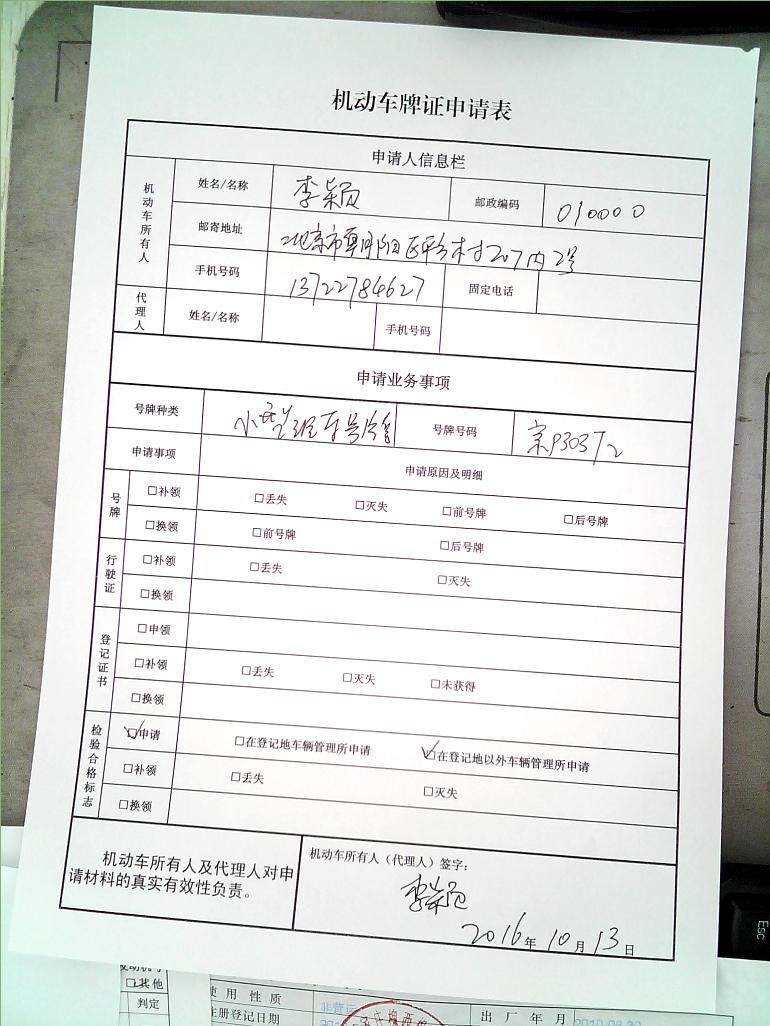 机动车牌证申请表
申请人信息栏
机动车所有人
姓名/名称 李颖 邮政编码 010000
邮寄地址 北京市朝阳区 村207内2号
手机号码 13722784627 固定电话
代理人 姓名/名称 手机号码
申请业务事项
号牌种类 小型 车号 号牌号码
申请事项 申请原因及明细
号牌
□补领 □丢失 □灭失 □前号牌 □后号牌
□换领 □前号牌 □后号牌
行驶证
□补领 □丢失 □灭失
□换领
登记证书
□申领
□补领 □丢失 □灭失 □未获得
□换领
检验合格标志
☑申请 □在登记地车辆管理所申请 ☑在登记地以外车辆管理所申请
□补领 □丢失 □灭失
□换领
机动车所有人及代理人对申
请材料的真实有效性负责。
机动车所有人（代理人）签字：
李颖
2016年10月13日
□其他
判定
使用性质 非营运 出厂年月
注册登记日期
Esc